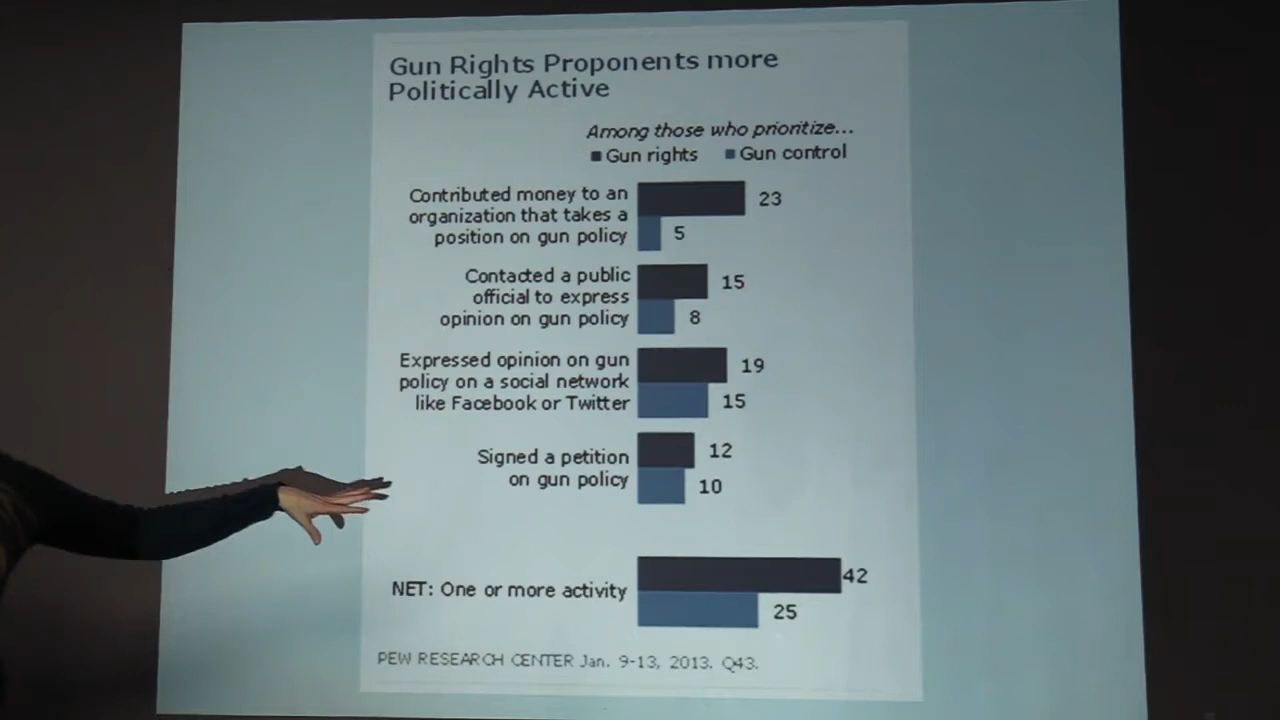 Gun Rights Proponents more
Politically Active
Among those who prioritize...
Gun rights Gun control
Contributed money to an
organization that takes a
position on gun policy
23
5
Contacted a public
official to express
opinion on gun policy
15
8
Expressed opinion on gun
policy on a social network
like Facebook or Twitter
19
15
Signed a petition
on gun policy
12
10
NET: One or more activity
42
25
PEW RESEARCH CENTER Jan. 9-13, 2013. Q43.